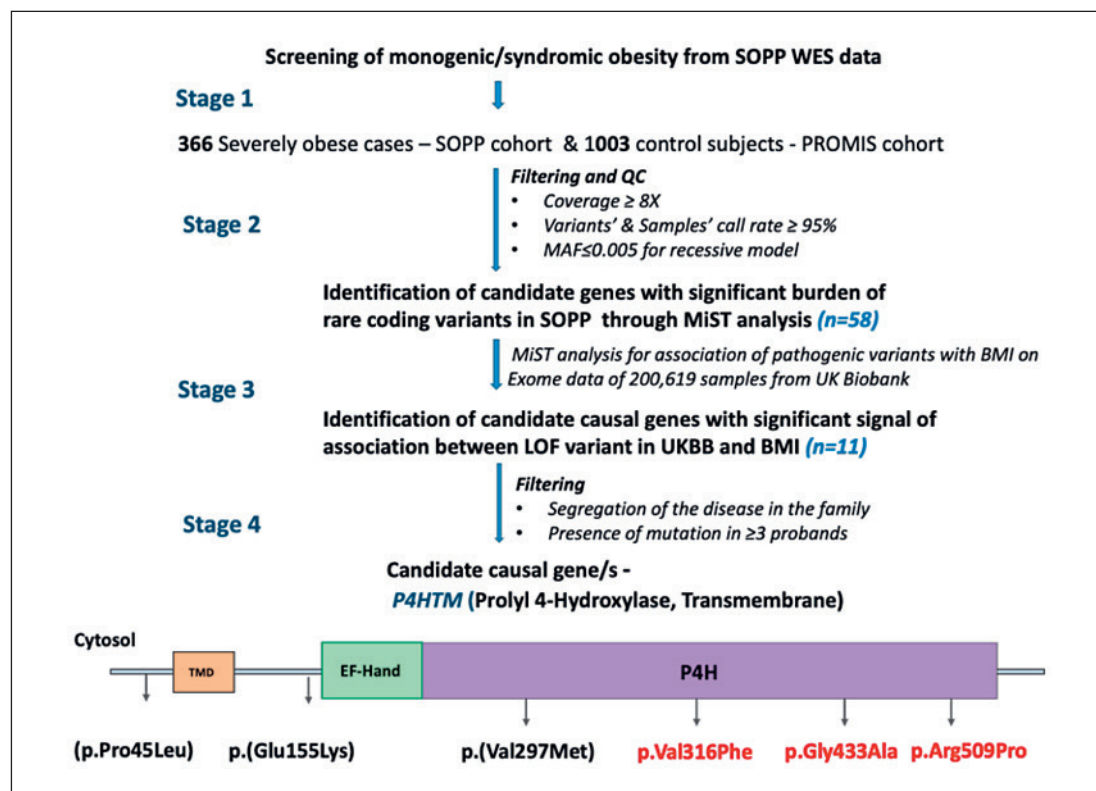 Screening of monogenic/syndromic obesity from SOPP WES data
Stage 1
366 Severely obese cases – SOPP cohort & 1003 control subjects - PROMIS cohort
Filtering and QC
• Coverage ≥ 8X
Stage 2
• Variants’ & Samples’ call rate ≥ 95%
• MAF≤0.005 for recessive model
Identification of candidate genes with significant burden of
rare coding variants in SOPP through MiST analysis (n=58)
MiST analysis for association of pathogenic variants with BMI on
Exome data of 200,619 samples from UK Biobank
Stage 3
Identification of candidate causal genes with significant signal of
association between LOF variant in UKBB and BMI (n=11)
Filtering
• Segregation of the disease in the family
Stage 4
• Presence of mutation in ≥3 probands
Candidate causal gene/s -
P4HTM (Prolyl 4-Hydroxylase, Transmembrane)
Cytosol
TMD
EF-Hand
P4H
(p.Pro45Leu)
p.(Glu155Lys)
p.(Val297Met)
p.Val316Phe
p.Gly433Ala
p.Arg509Pro